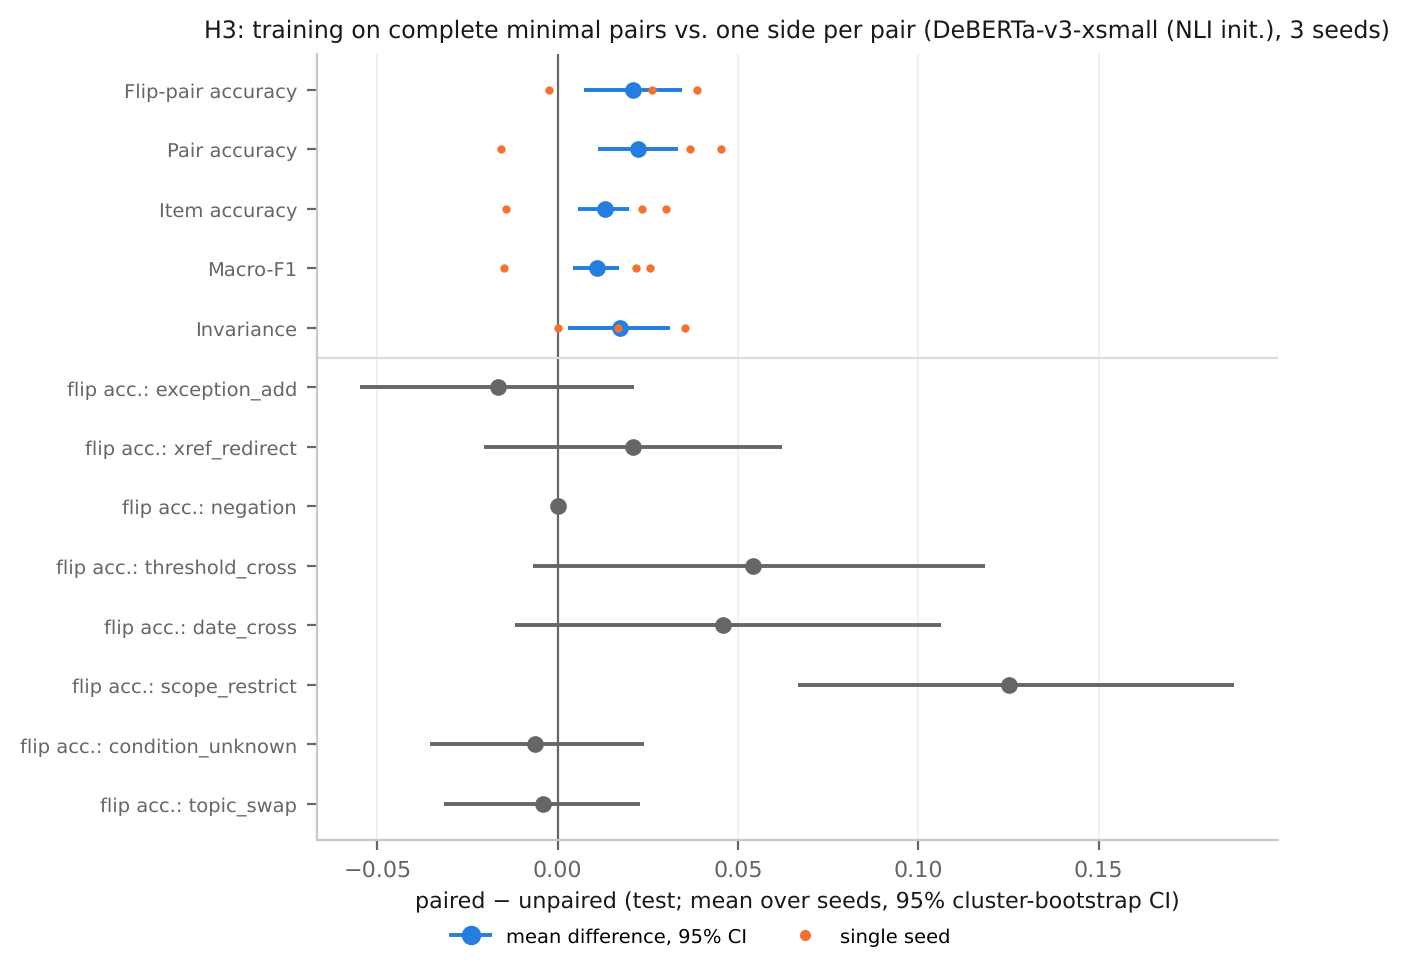 H3: training on complete minimal pairs vs. one side per pair (DeBERTa-v3-xsmall (NLI init.), 3 seeds)
Flip-pair accuracy
Pair accuracy
Item accuracy
Macro-F1
Invariance
flip acc.: exception_add
flip acc.: xref_redirect
flip acc.: negation
flip acc.: threshold_cross
flip acc.: date_cross
flip acc.: scope_restrict
flip acc.: condition_unknown
flip acc.: topic_swap
−0.05 0.00 0.05 0.10 0.15
paired − unpaired (test; mean over seeds, 95% cluster-bootstrap CI)
mean difference, 95% CI single seed